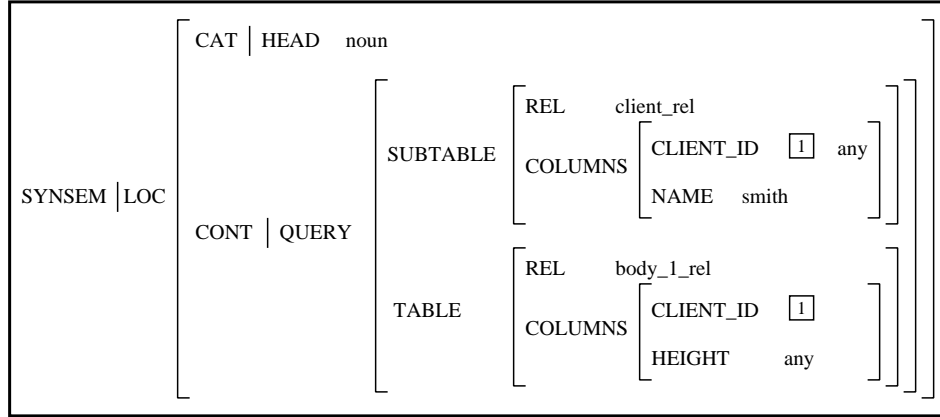 CAT | HEAD noun
REL client_rel
CLIENT_ID 1 any
SUBTABLE
COLUMNS
NAME smith
SYNSEM | LOC
CONT | QUERY
REL body_1_rel
CLIENT_ID 1
TABLE
COLUMNS
HEIGHT any